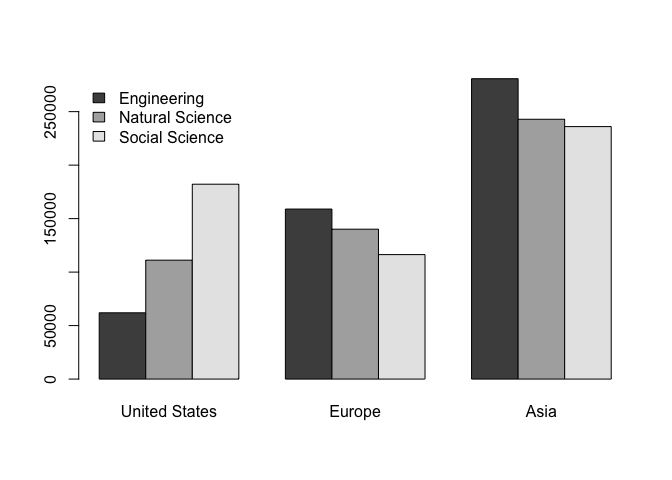 250000
150000
50000
0
Engineering
Natural Science
Social Science
United States
Europe
Asia